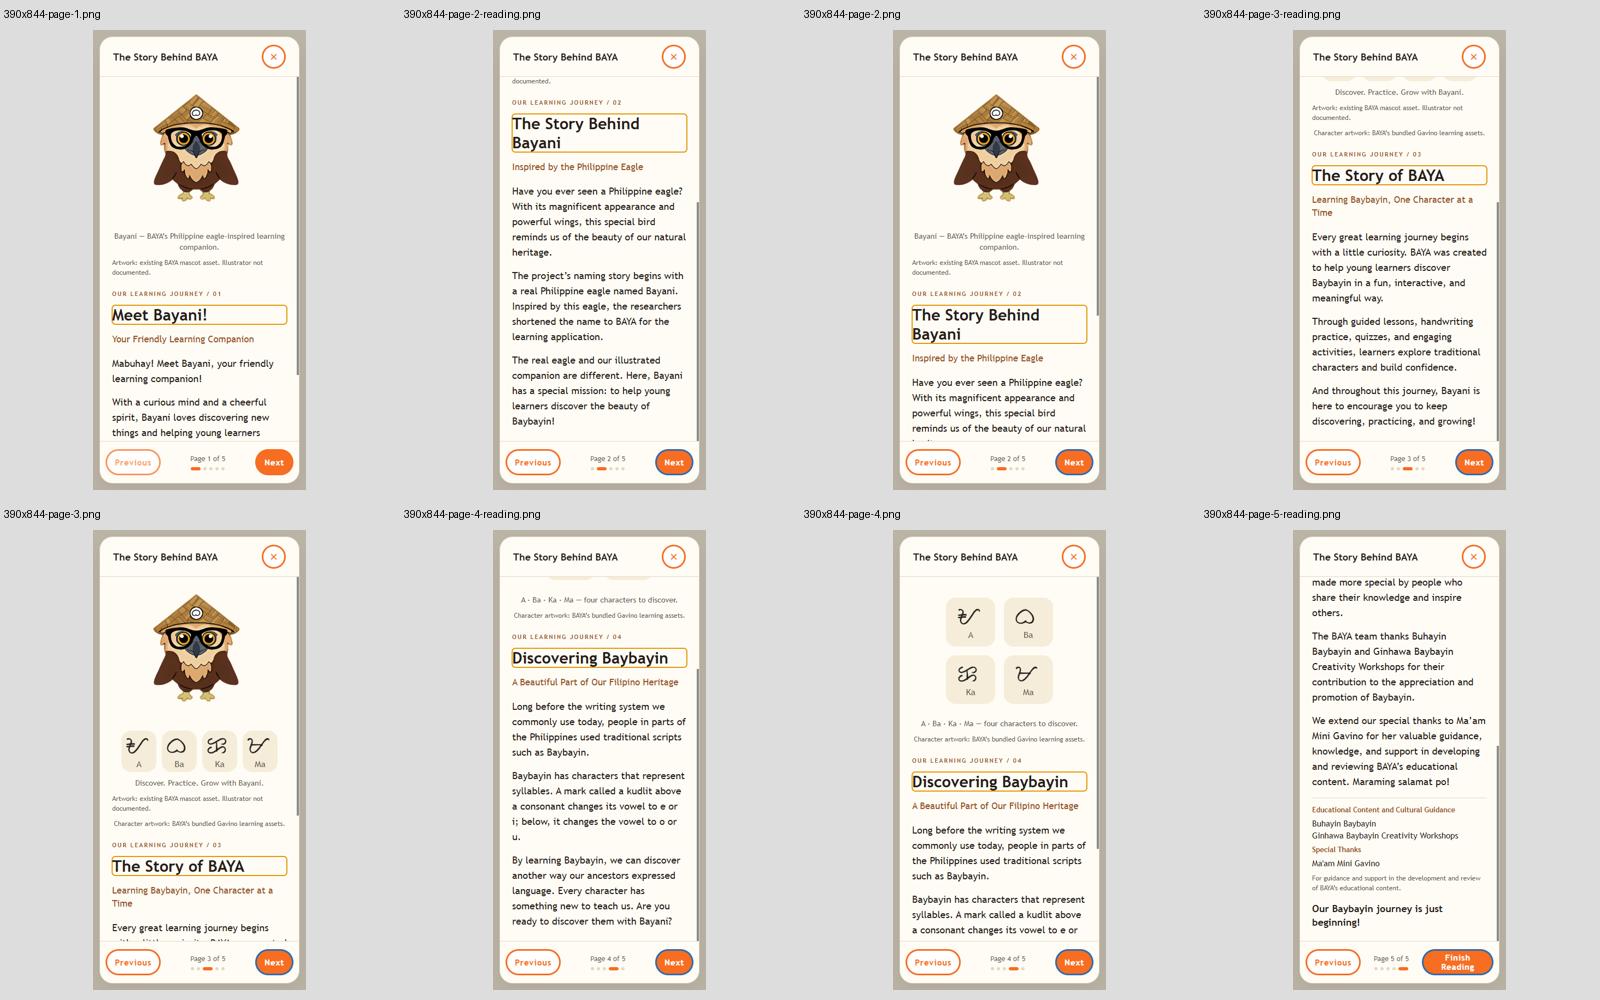 390x844-page-1.png
The Story Behind BAYA
×
Bayani — BAYA's Philippine eagle-inspired learning
companion.
Artwork: existing BAYA mascot asset. Illustrator not
documented.
OUR LEARNING JOURNEY / 01
Meet Bayani!
Your Friendly Learning Companion
Mabuhay! Meet Bayani, your friendly
learning companion!
With a curious mind and a cheerful
spirit, Bayani loves discovering new
things and helping young learners
Previous
Page 1 of 5
Next
390x844-page-2-reading.png
The Story Behind BAYA
×
documented.
OUR LEARNING JOURNEY / 02
The Story Behind
Bayani
Inspired by the Philippine Eagle
Have you ever seen a Philippine eagle?
With its magnificent appearance and
powerful wings, this special bird
reminds us of the beauty of our natural
heritage.
The project's naming story begins with
a real Philippine eagle named Bayani.
Inspired by this eagle, the researchers
shortened the name to BAYA for the
learning application.
The real eagle and our illustrated
companion are different. Here, Bayani
has a special mission: to help young
learners discover the beauty of
Baybayin!
Previous
Page 2 of 5
Next
390x844-page-2.png
The Story Behind BAYA
×
Bayani — BAYA's Philippine eagle-inspired learning
companion.
Artwork: existing BAYA mascot asset. Illustrator not
documented.
OUR LEARNING JOURNEY / 02
The Story Behind
Bayani
Inspired by the Philippine Eagle
Have you ever seen a Philippine eagle?
With its magnificent appearance and
powerful wings, this special bird
reminds us of the beauty of our natural
Previous
Page 2 of 5
Next
390x844-page-3-reading.png
The Story Behind BAYA
×
Discover. Practice. Grow with Bayani.
Artwork: existing BAYA mascot asset. Illustrator not
documented.
Character artwork: BAYA's bundled Gavino learning assets.
OUR LEARNING JOURNEY / 03
The Story of BAYA
Learning Baybayin, One Character at a
Time
Every great learning journey begins
with a little curiosity. BAYA was created
to help young learners discover
Baybayin in a fun, interactive, and
meaningful way.
Through guided lessons, handwriting
practice, quizzes, and engaging
activities, learners explore traditional
characters and build confidence.
And throughout this journey, Bayani is
here to encourage you to keep
discovering, practicing, and growing!
Previous
Page 3 of 5
Next
390x844-page-3.png
The Story Behind BAYA
×
ᜀ ᜊ ᜃ ᜋ
A Ba Ka Ma
Discover. Practice. Grow with Bayani.
Artwork: existing BAYA mascot asset. Illustrator not
documented.
Character artwork: BAYA's bundled Gavino learning assets.
OUR LEARNING JOURNEY / 03
The Story of BAYA
Learning Baybayin, One Character at a
Time
Every great learning journey begins
Previous
Page 3 of 5
Next
390x844-page-4-reading.png
The Story Behind BAYA
×
A · Ba · Ka · Ma — four characters to discover.
Character artwork: BAYA's bundled Gavino learning assets.
OUR LEARNING JOURNEY / 04
Discovering Baybayin
A Beautiful Part of Our Filipino Heritage
Long before the writing system we
commonly use today, people in parts of
the Philippines used traditional scripts
such as Baybayin.
Baybayin has characters that represent
syllables. A mark called a kudlit above
a consonant changes its vowel to e or
i; below, it changes the vowel to o or
u.
By learning Baybayin, we can discover
another way our ancestors expressed
language. Every character has
something new to teach us. Are you
ready to discover them with Bayani?
Previous
Page 4 of 5
Next
390x844-page-4.png
The Story Behind BAYA
×
ᜀ ᜊ
A Ba
ᜃ ᜋ
Ka Ma
A · Ba · Ka · Ma — four characters to discover.
Character artwork: BAYA's bundled Gavino learning assets.
OUR LEARNING JOURNEY / 04
Discovering Baybayin
A Beautiful Part of Our Filipino Heritage
Long before the writing system we
commonly use today, people in parts of
the Philippines used traditional scripts
such as Baybayin.
Baybayin has characters that represent
syllables. A mark called a kudlit above
a consonant changes its vowel to e or
Previous
Page 4 of 5
Next
390x844-page-5-reading.png
The Story Behind BAYA
×
made more special by people who
share their knowledge and inspire
others.
The BAYA team thanks Buhayin
Baybayin and Ginhawa Baybayin
Creativity Workshops for their
contribution to the appreciation and
promotion of Baybayin.
We extend our special thanks to Ma'am
Mini Gavino for her valuable guidance,
knowledge, and support in developing
and reviewing BAYA's educational
content. Maraming salamat po!
Educational Content and Cultural Guidance
Buhayin Baybayin
Ginhawa Baybayin Creativity Workshops
Special Thanks
Ma'am Mini Gavino
For guidance and support in the development and review
of BAYA's educational content.
Our Baybayin journey is just
beginning!
Previous
Page 5 of 5
Finish
Reading